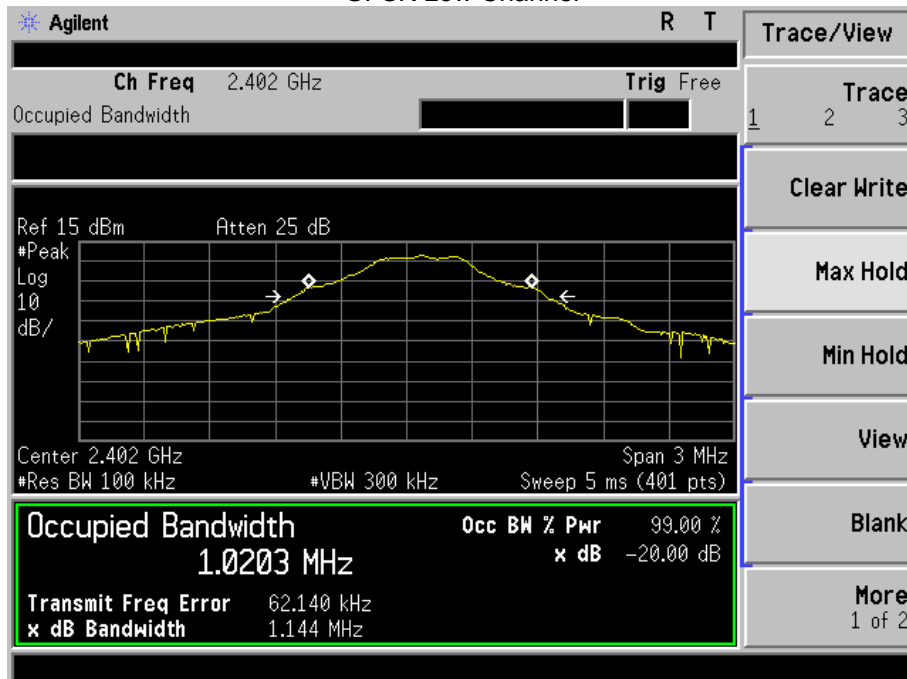 Agilent R T
Trace/View
Ch Freq 2.402 GHz Trig Free
Occupied Bandwidth
Trace
1 2 3
Clear Write
Ref 15 dBm Atten 25 dB
#Peak
Log
10
dB/
Max Hold
Min Hold
View
Center 2.402 GHz Span 3 MHz
#Res BW 100 kHz #VBW 300 kHz Sweep 5 ms (401 pts)
Occupied Bandwidth Occ BW % Pwr 99.00 %
1.0203 MHz x dB -20.00 dB
Blank
Transmit Freq Error 62.140 kHz
x dB Bandwidth 1.144 MHz
More
1 of 2